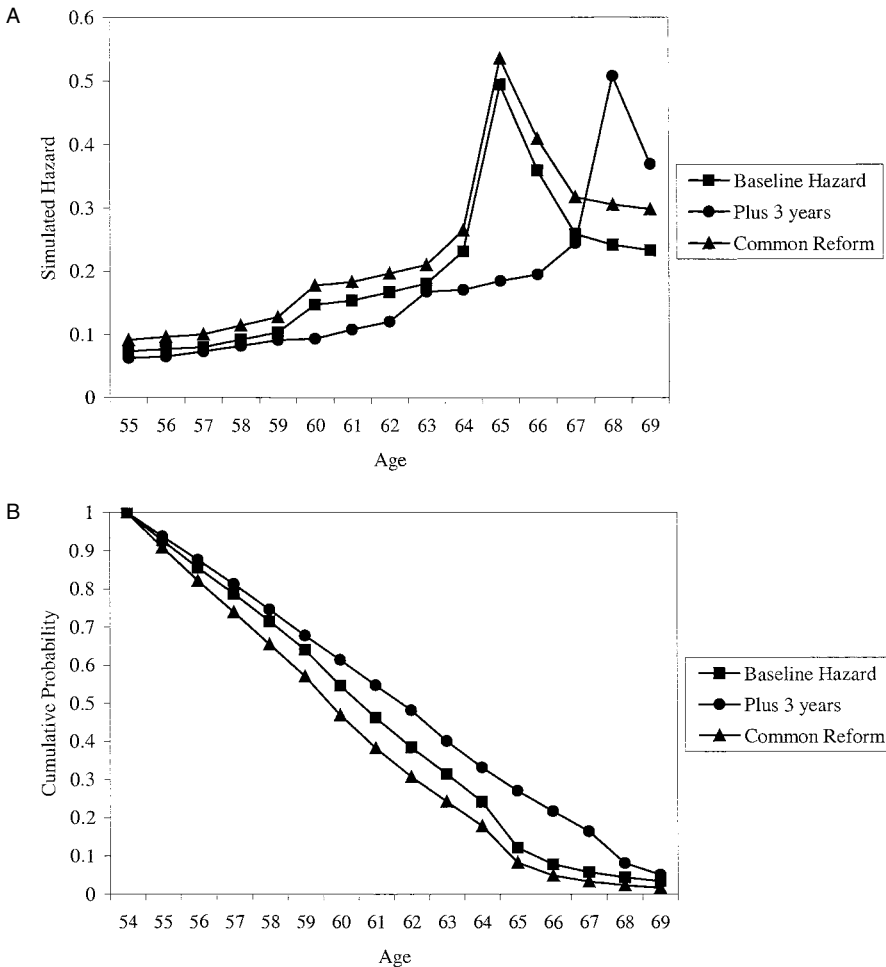 A
0.6
0.5
0.4
0.3
0.2
0.1
0
Simulated Hazard
55 56 57 58 59 60 61 62 63 64 65 66 67 68 69
Age
Baseline Hazard
Plus 3 years
Common Reform
B
1
0.9
0.8
0.7
0.6
0.5
0.4
0.3
0.2
0.1
0
Cumulative Probability
54 55 56 57 58 59 60 61 62 63 64 65 66 67 68 69
Age
Baseline Hazard
Plus 3 years
Common Reform